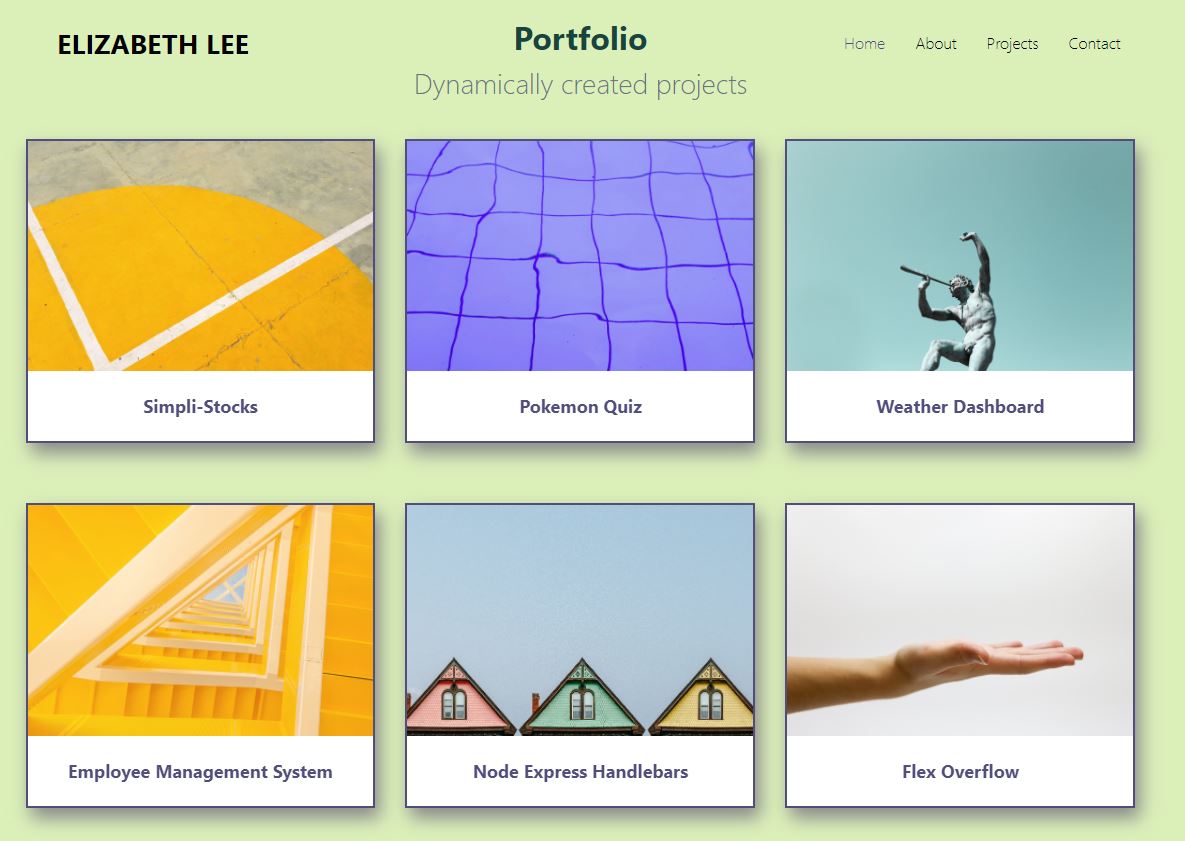 ELIZABETH LEE
Portfolio
Home About Projects Contact
Dynamically created projects
Simpli-Stocks
Pokemon Quiz
Weather Dashboard
Employee Management System
Node Express Handlebars
Flex Overflow